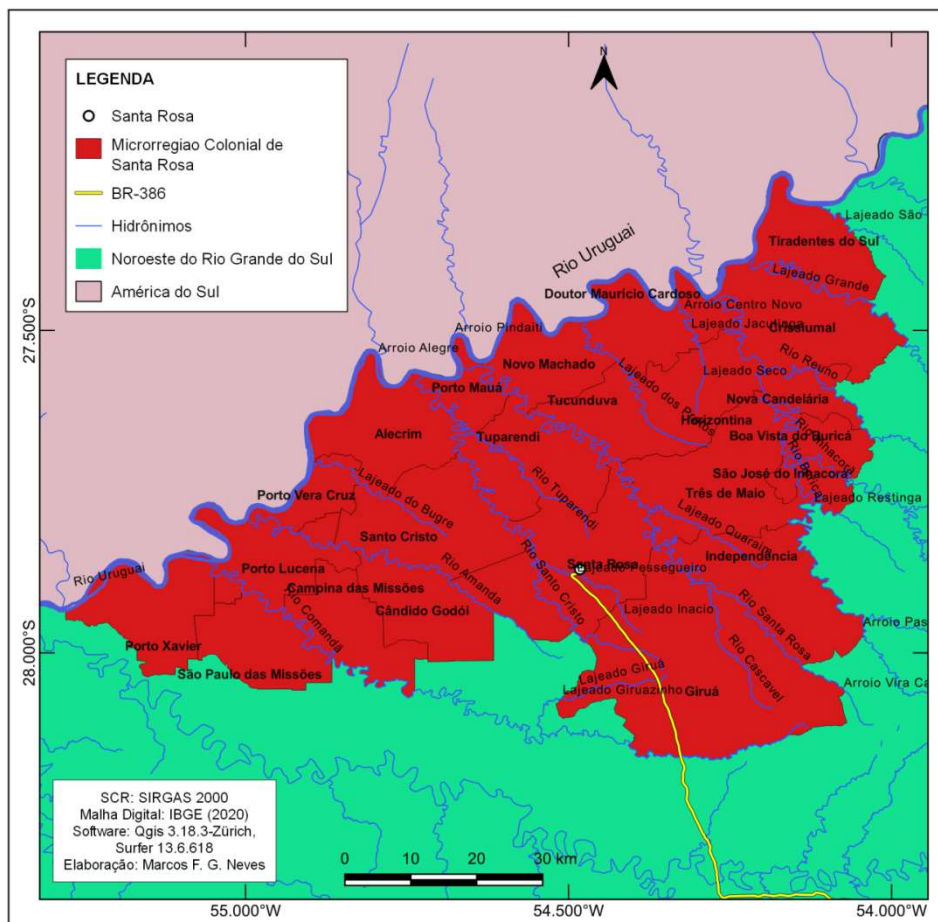 N
LEGENDA
Santa Rosa
Microrregiao Colonial de
Santa Rosa
BR-386
Hidrônimos
Noroeste do Rio Grande do Sul
América do Sul
27.500°S
28.000°S
Lajeado São
Tiradentes do Sul
Rio Uruguai
Lajeado Grande
Doutor Maurício Cardoso
Arroio Centro Novo
Arroio Pindaiti
Lajeado Jacutinga
Crissiumal
Arroio Alegre
Novo Machado
Rio Reuno
Lajeado Seco
Porto Mauá
Lajeado dos Pontos
Tucunduva
Nova Candelária
Horizontina
Alecrim
Tuparendi
Boa Vista do Buricá
Rio Inhacorá
Rio Buricá
São José do Inhacorá
Porto Vera Cruz
Lajeado do Bugre
Rio Tuparendi
Três de Maio
Lajeado Restinga
Santo Cristo
Lajeado Quaraim
Independência
Santa Rosa
Lajeado Pessegueiro
Rio Uruguai
Porto Lucena
Campina das Missões
Rio Amanda
Rio Santo Cristo
Cândido Godói
Lajeado Inacio
Rio Comandá
Rio Santa Rosa
Arroio Pas
Porto Xavier
São Paulo das Missões
Lajeado Giruá
Rio Cascavel
Lajeado Giruazinho
Giruá
Arroio Vira Ca
SCR: SIRGAS 2000
Malha Digital: IBGE (2020)
Software: Qgis 3.18.3-Zürich,
Surfer 13.6.618
Elaboração: Marcos F. G. Neves
0 10 20 30 km
55.000°W 54.500°W 54.000°W